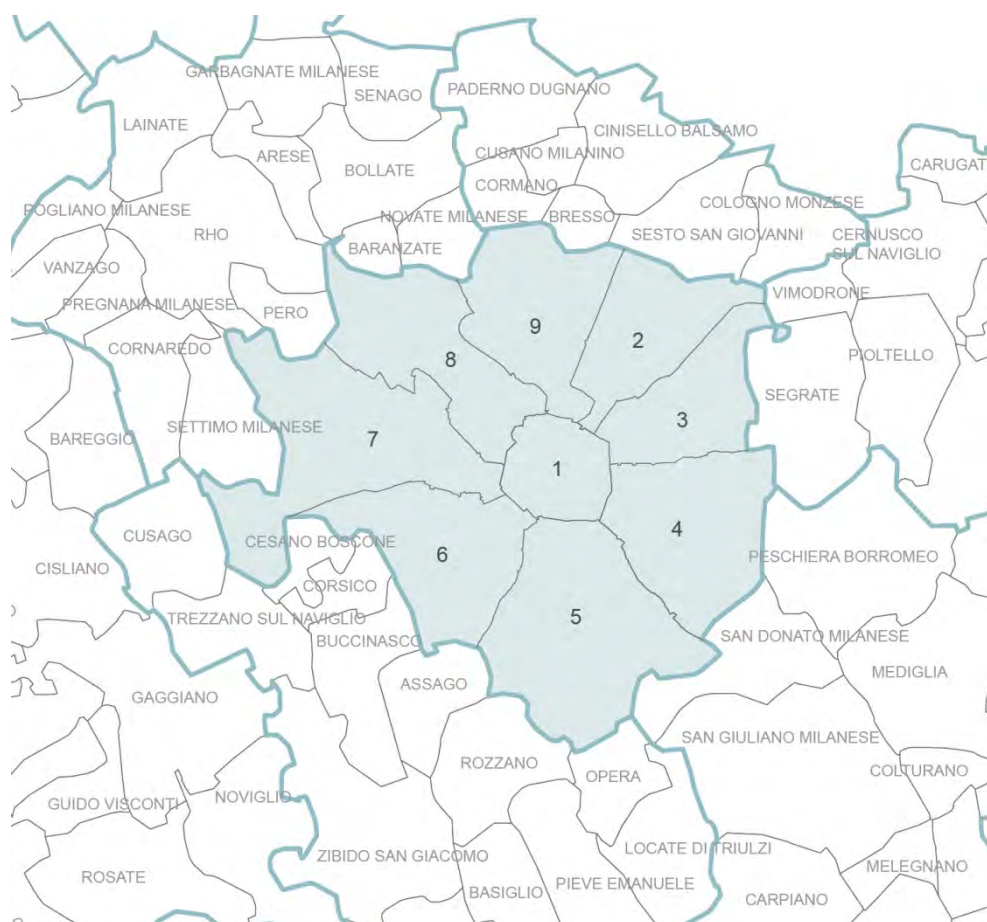 GARBAGNATE MILANESE
SENAGO
PADERNO DUGNANO
LAINATE
CINISELLO BALSAMO
ARESE
CUSANO MILANINO
BOLLATE
CARUGAT
CORMANO
COLOGNO MONZESE
POGLIANO MILANESE
NOVATE MILANESE
BRESSO
RHO
SESTO SAN GIOVANNI
CERNUSCO
SUL NAVIGLIO
BARANZATE
VANZAGO
VIMODRONE
PREGNANA MILANESE
PERO
9
2
CORNAREDO
8
PIOLTELLO
SEGRATE
3
SETTIMO MILANESE
7
BAREGGIO
1
CUSAGO
CESANO BOSCONE
6
4
PESCHIERA BORROMEO
CISLIANO
CORSICO
TREZZANO SUL NAVIGLIO
5
BUCCINASCO
SAN DONATO MILANESE
MEDIGLIA
ASSAGO
GAGGIANO
SAN GIULIANO MILANESE
ROZZANO
OPERA
COLTURANO
NOVIGLIO
GUIDO VISCONTI
LOCATE DI TRIULZI
ZIBIDO SAN GIACOMO
MELEGNANO
ROSATE
BASIGLIO
PIEVE EMANUELE
CARPIANO